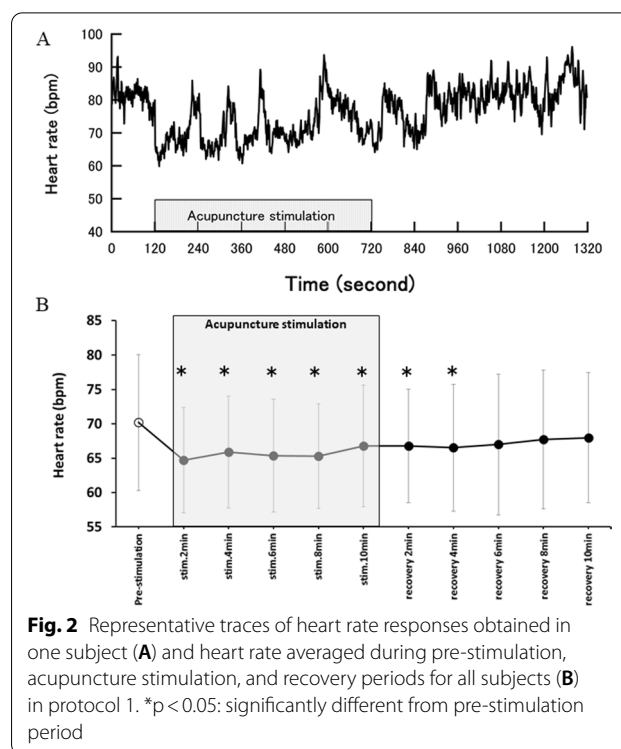 A
100
90
80
70
60
50
40
Heart rate (bpm)
Acupuncture stimulation
0 120 240 360 480 600 720 840 960 1080 1200 1320
Time (second)
B
85
80
75
70
65
60
55
Heart rate (bpm)
Acupuncture stimulation
* * * * * * *
Pre-stimulation
stim.2min
stim.4min
stim.6min
stim.8min
stim.10min
recovery 2min
recovery 4min
recovery 6min
recovery 8min
recovery 10min
Fig. 2 Representative traces of heart rate responses obtained in
one subject (A) and heart rate averaged during pre-stimulation,
acupuncture stimulation, and recovery periods for all subjects (B)
in protocol 1. *p < 0.05: significantly different from pre-stimulation
period